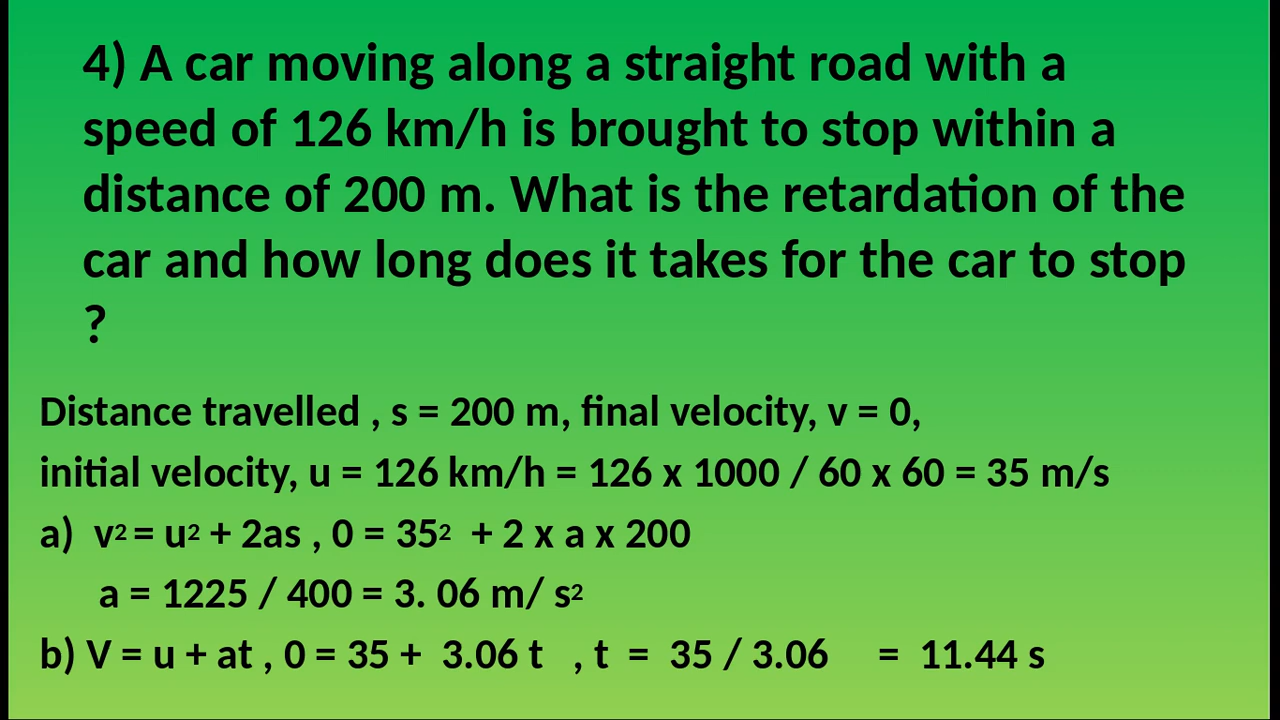 4) A car moving along a straight road with a
speed of 126 km/h is brought to stop within a
distance of 200 m. What is the retardation of the
car and how long does it takes for the car to stop
?
Distance travelled , s = 200 m, final velocity, v = 0,
initial velocity, u = 126 km/h = 126 x 1000 / 60 x 60 = 35 m/s
a) v² = u² + 2as , 0 = 35² + 2 x a x 200
a = 1225 / 400 = 3. 06 m/ s²
b) V = u + at , 0 = 35 + 3.06 t , t = 35 / 3.06 = 11.44 s